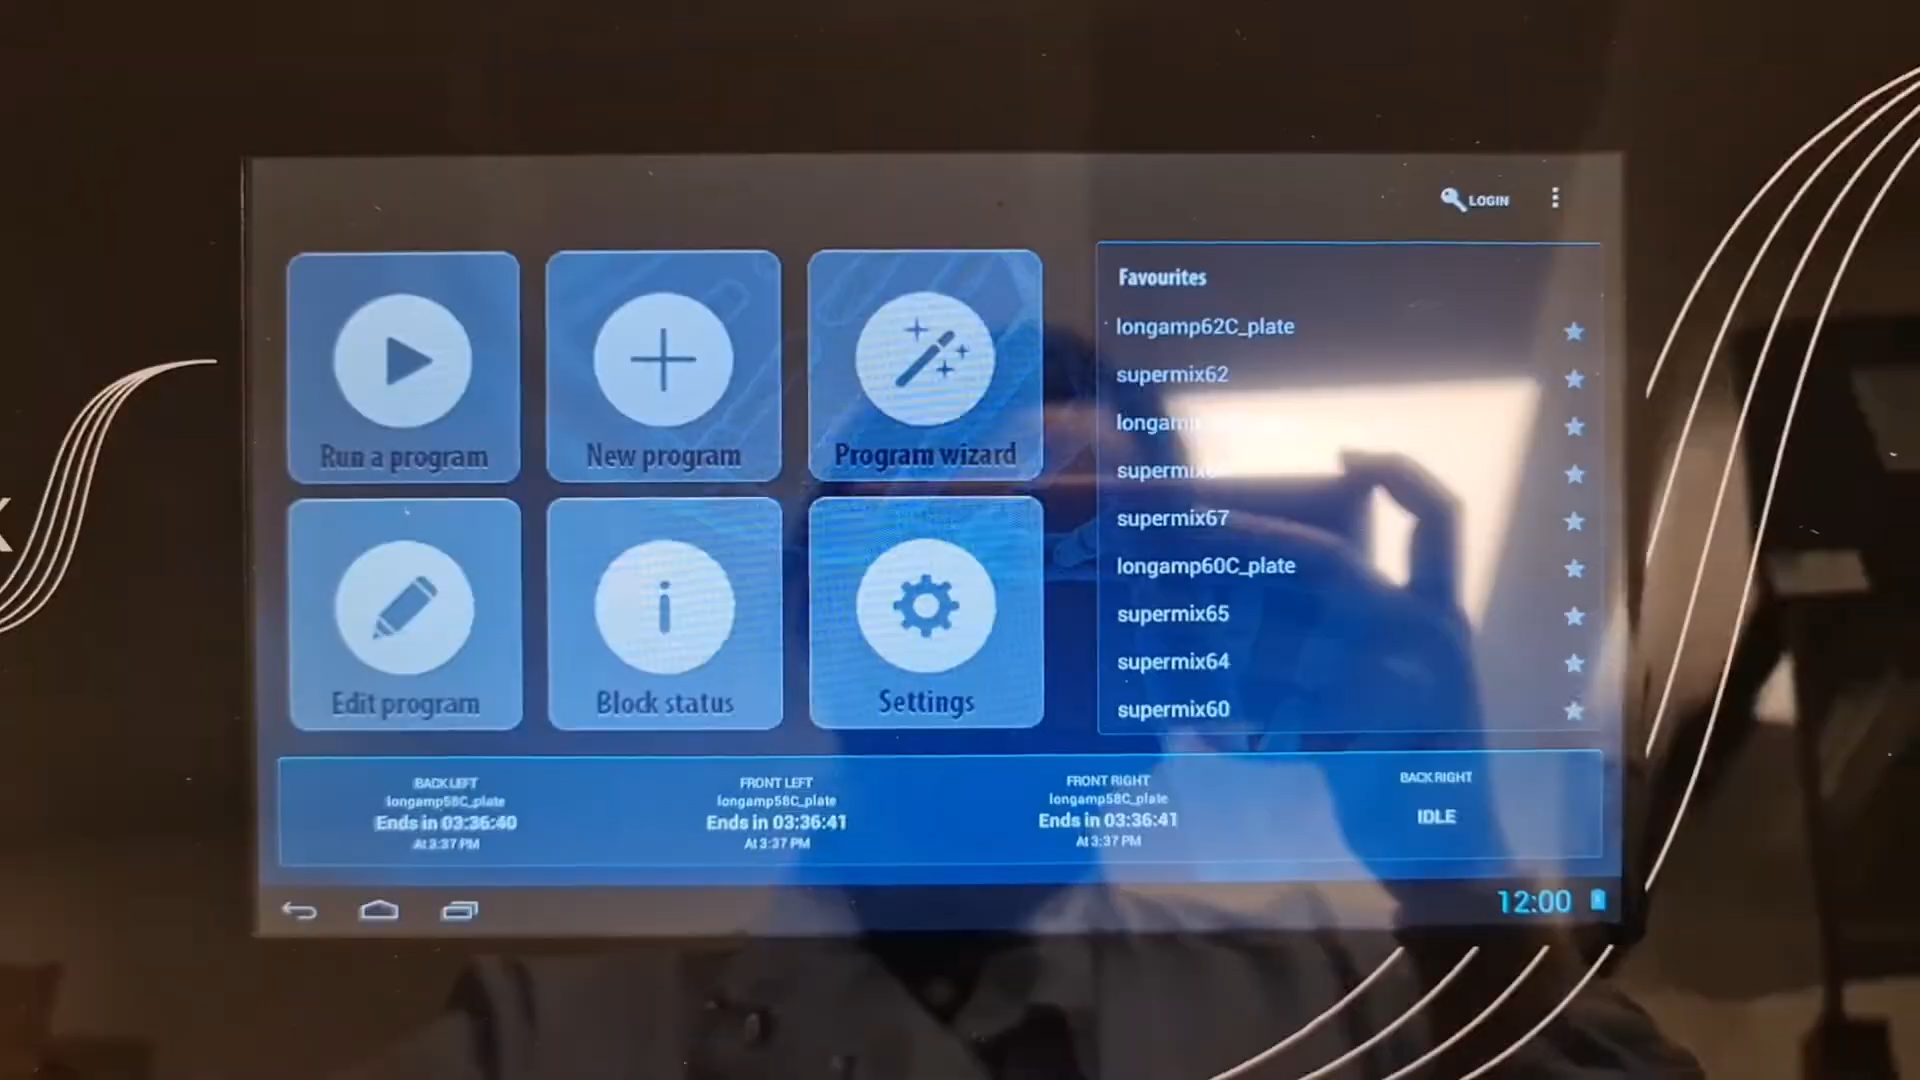 LOGIN
Run a program
New program
Program wizard
Edit program
Block status
Settings
Favourites
longamp62C_plate
supermix62
supermix67
longamp60C_plate
supermix65
supermix64
supermix60
BACK LEFT
longamp58C_plate
Ends in 03:36:40
At 3:37 PM
FRONT LEFT
longamp58C_plate
Ends in 03:36:41
At 3:37 PM
FRONT RIGHT
longamp58C_plate
Ends in 03:36:41
At 3:37 PM
BACK RIGHT
IDLE
12:00